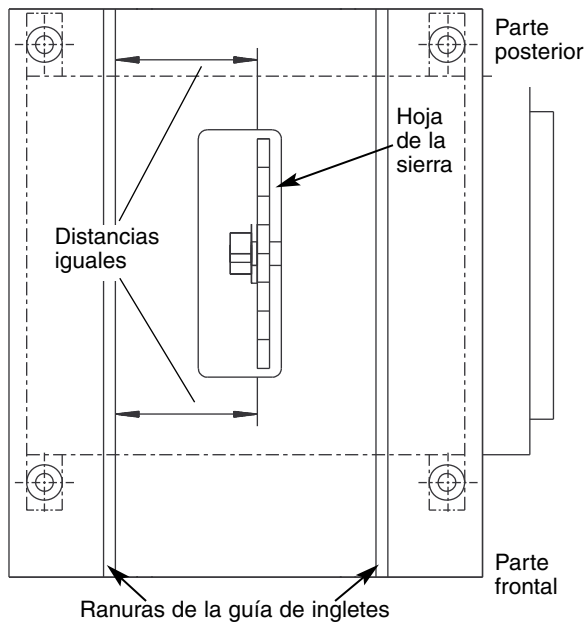 Parte
posterior
Hoja
de la
sierra
Distancias
iguales
Parte
frontal
Ranuras de la guía de ingletes